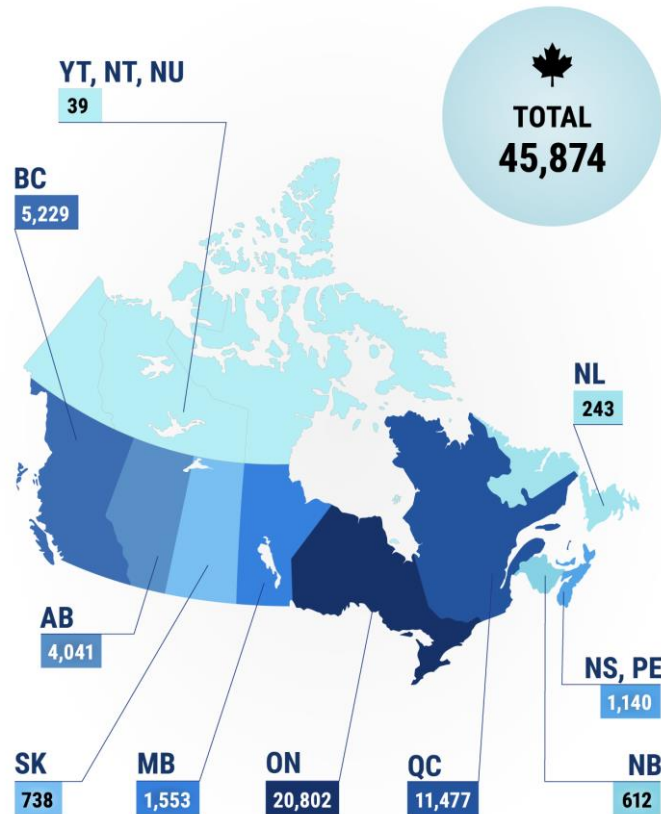 YT, NT, NU
39
TOTAL
45,874
BC
5,229
NL
243
AB
4,041
NS, PE
1,140
SK
738
MB
1,553
ON
20,802
QC
11,477
NB
612